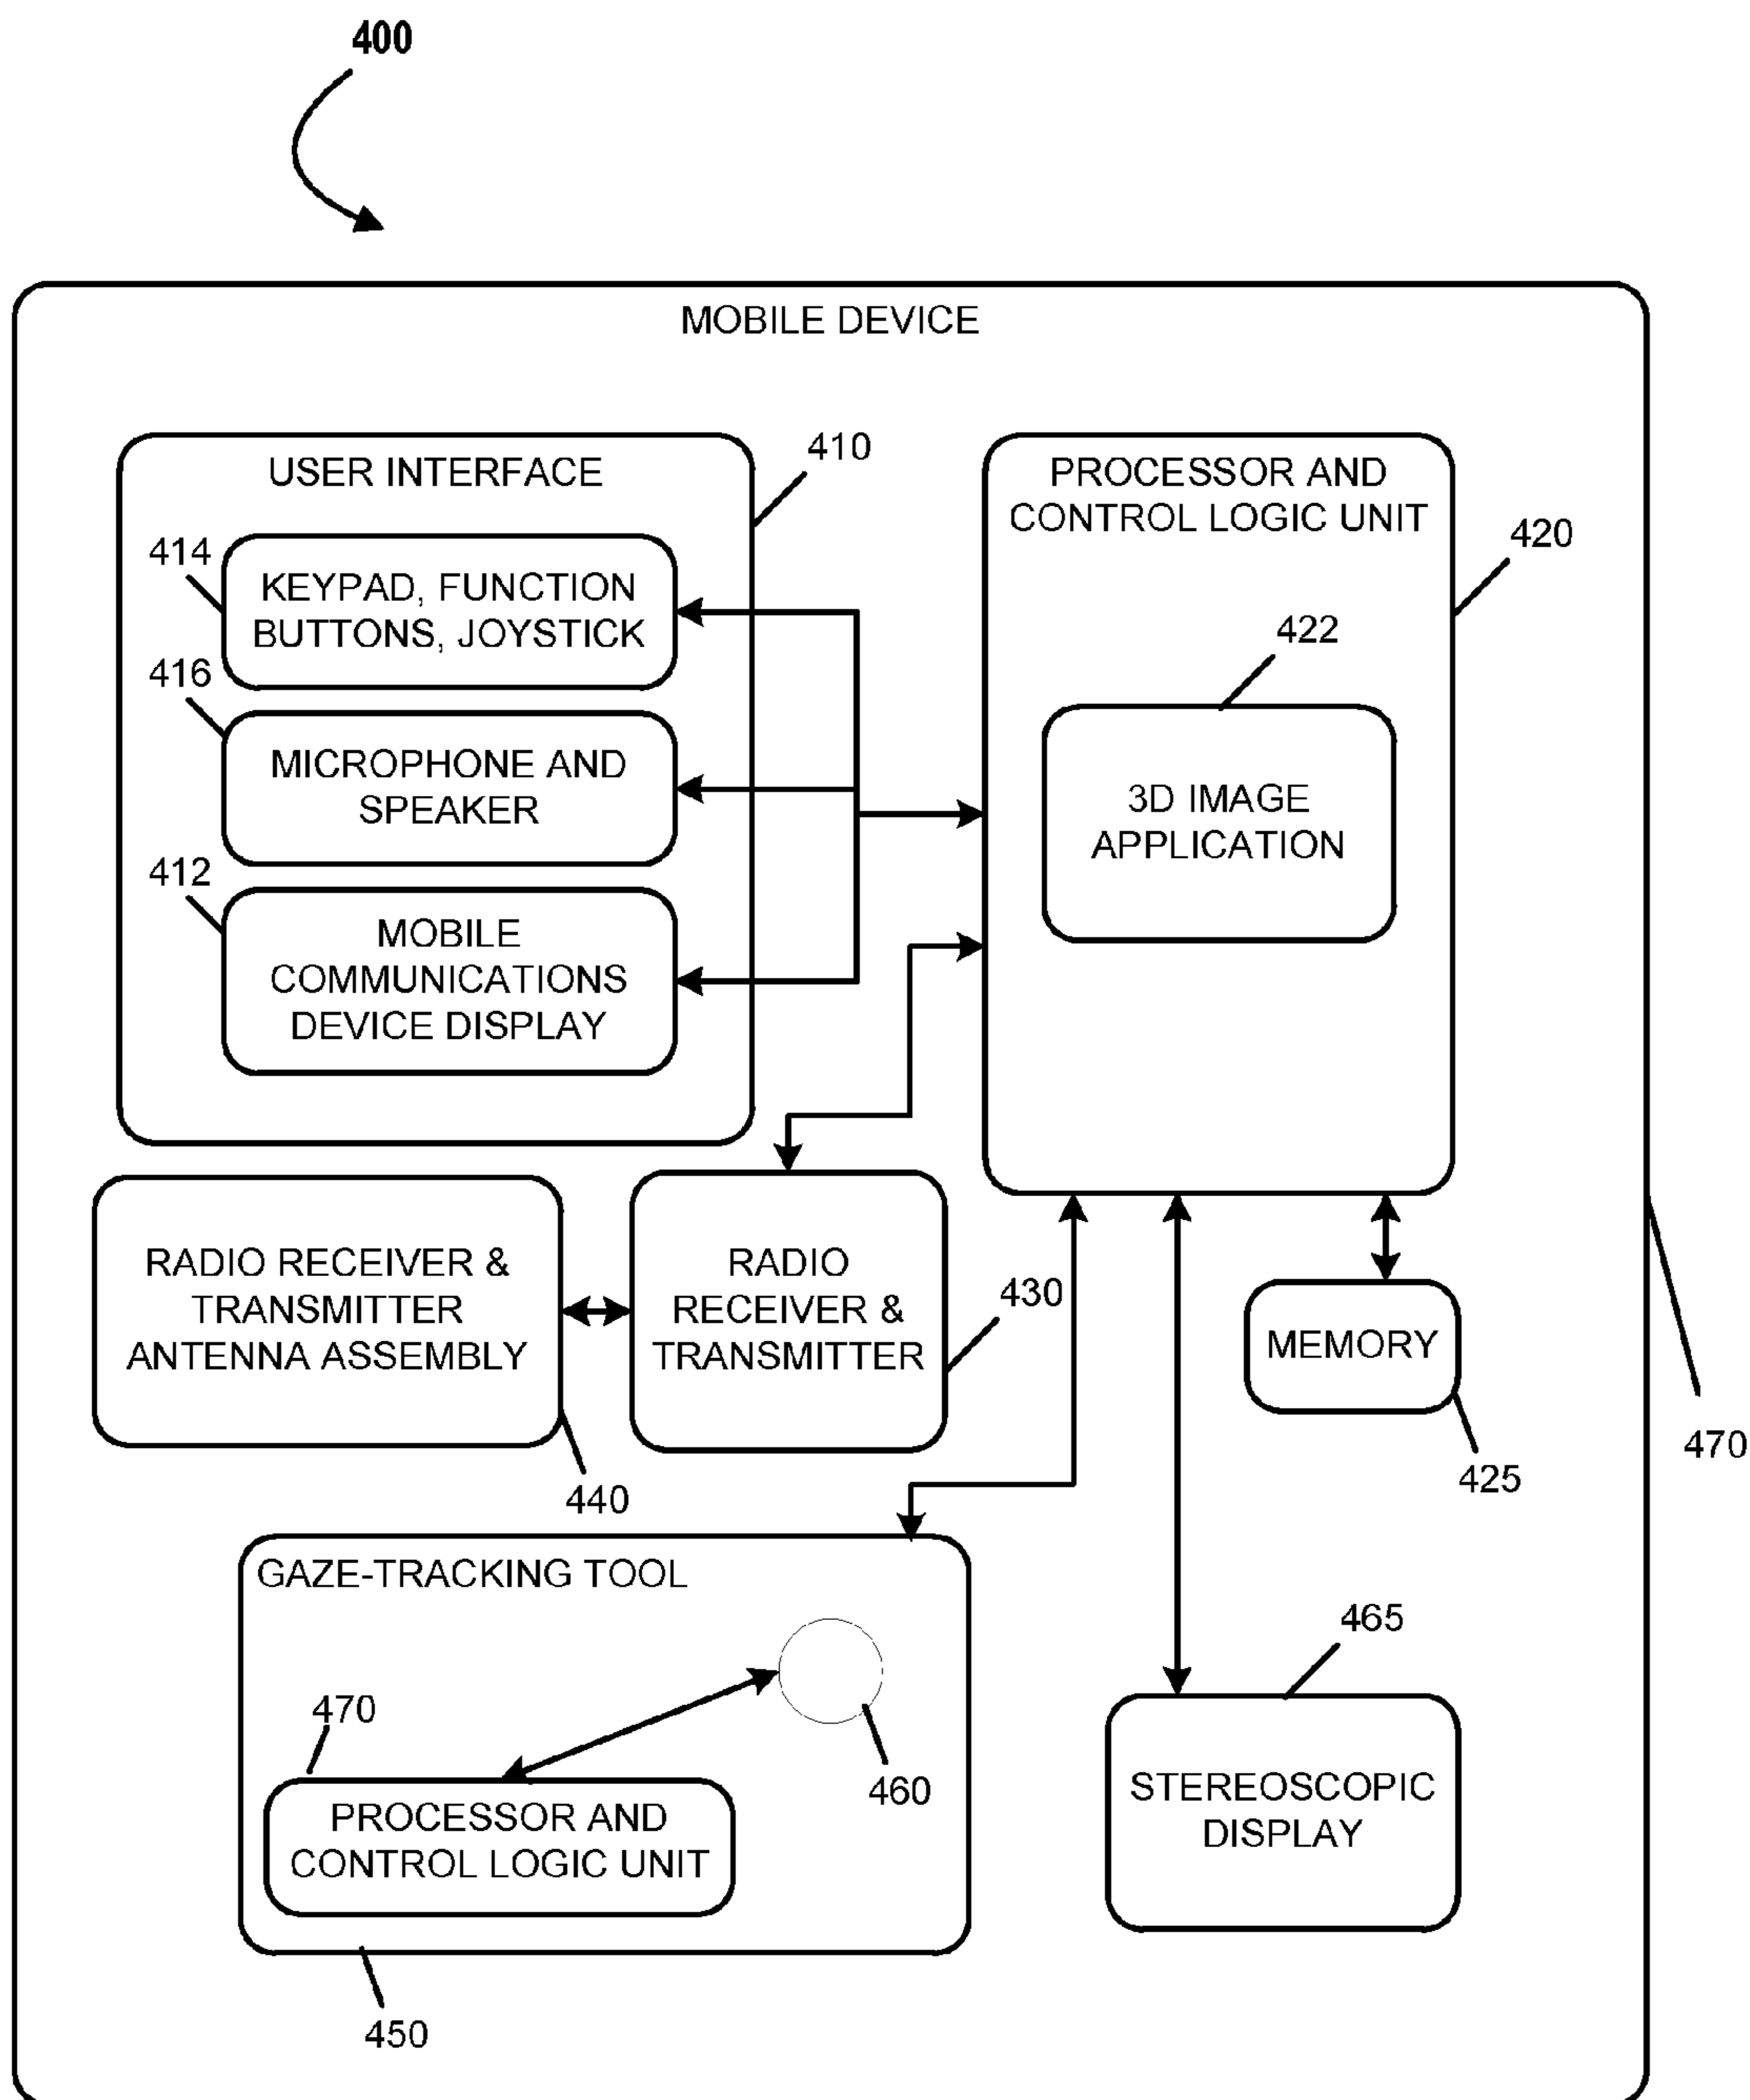 400
MOBILE DEVICE
USER INTERFACE
410
414
KEYPAD, FUNCTION
BUTTONS, JOYSTICK
416
MICROPHONE AND
SPEAKER
412
MOBILE
COMMUNICATIONS
DEVICE DISPLAY
PROCESSOR AND
CONTROL LOGIC UNIT
420
422
3D IMAGE
APPLICATION
RADIO RECEIVER &
TRANSMITTER
ANTENNA ASSEMBLY
440
RADIO
RECEIVER &
TRANSMITTER
430
MEMORY
425
470
GAZE-TRACKING TOOL
470
PROCESSOR AND
CONTROL LOGIC UNIT
460
450
465
STEREOSCOPIC
DISPLAY